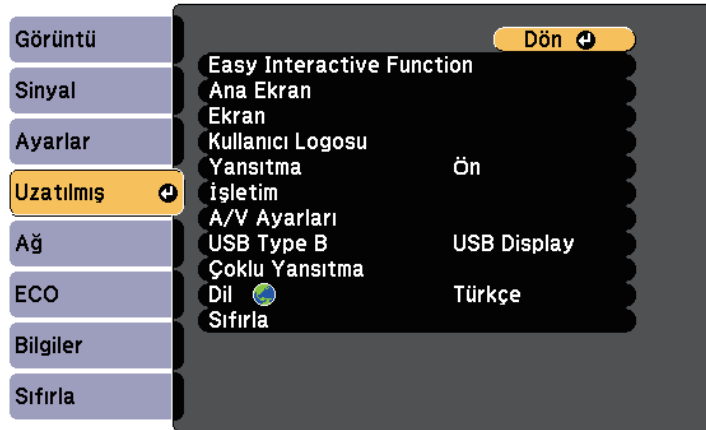 Görüntü
Sinyal
Ayarlar
Uzatılmış
Ağ
ECO
Bilgiler
Sıfırla
Dön
Easy Interactive Function
Ana Ekran
Ekran
Kullanıcı Logosu
Yansıtma Ön
İşletim
A/V Ayarları
USB Type B USB Display
Çoklu Yansıtma
Dil Türkçe
Sıfırla